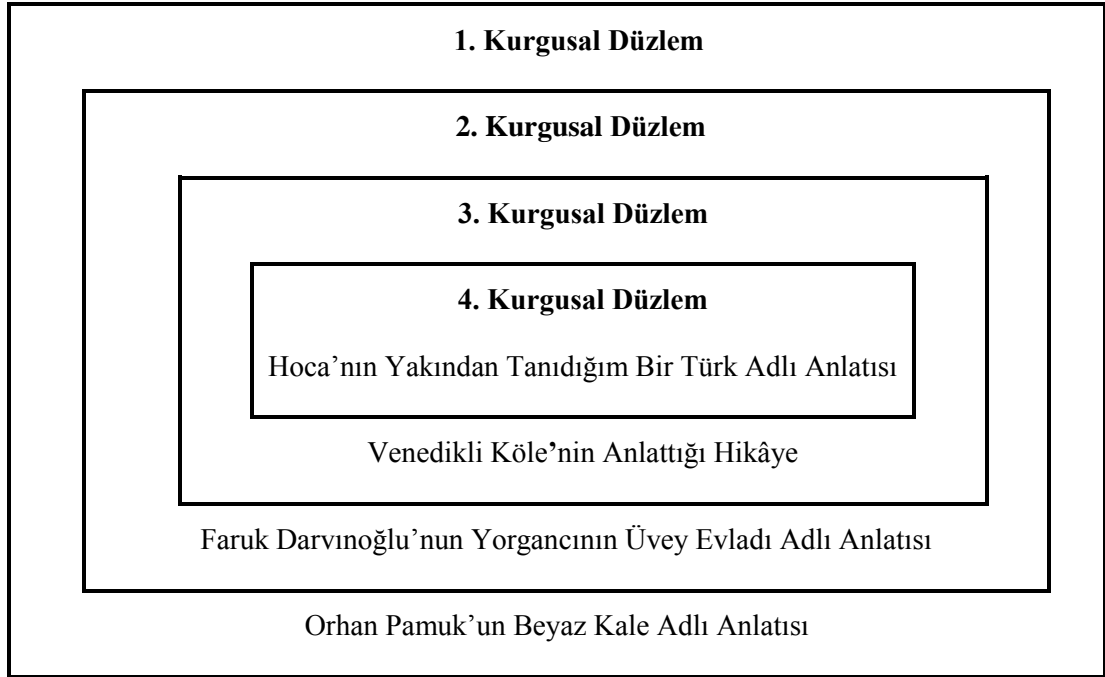 1. Kurgusal Düzlem
2. Kurgusal Düzlem
3. Kurgusal Düzlem
4. Kurgusal Düzlem
Hoca’nın Yakından Tanıdığım Bir Türk Adlı Anlatısı
Venedikli Köle’nin Anlattığı Hikâye
Faruk Darvınoğlu’nun Yorgancının Üvey Evladı Adlı Anlatısı
Orhan Pamuk’un Beyaz Kale Adlı Anlatısı